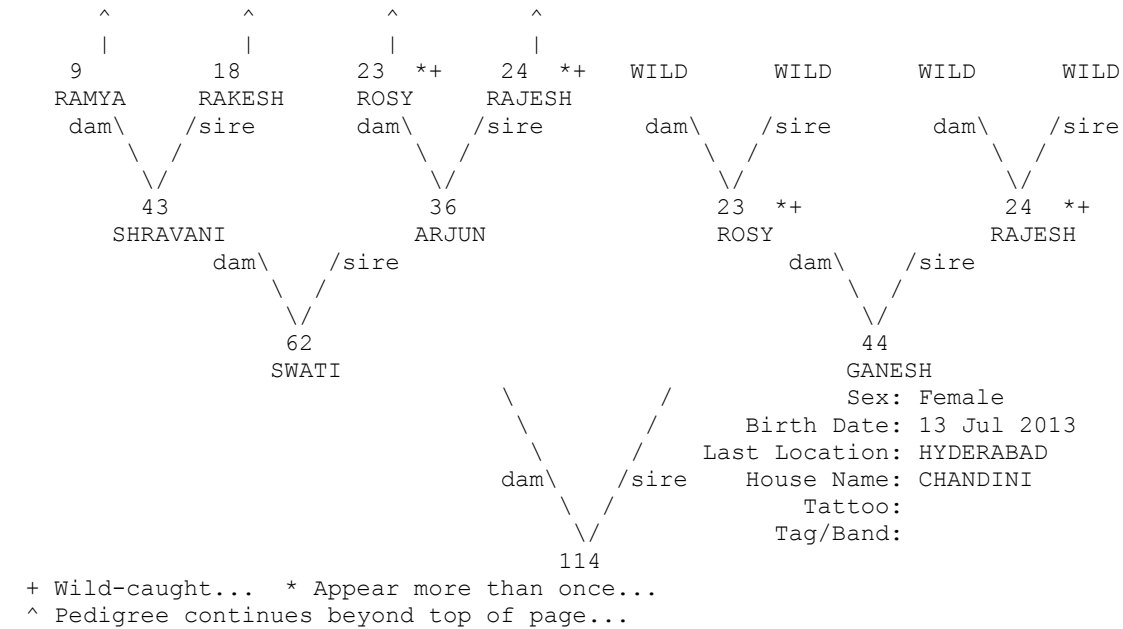 ^ ^ ^ ^
| | | |
9 18 23 *+ 24 *+ WILD WILD WILD WILD
RAMYA RAKESH ROSY RAJESH
dam\ /sire dam\ /sire dam\ /sire dam\ /sire
\ / \ / \ / \ /
\/ \/ \/ \/
43 36 23 *+ 24 *+
SHRAVANI ARJUN ROSY RAJESH
dam\ /sire dam\ /sire
\ / \ /
\/ \/
62 44
SWATI GANESH
\ / Sex: Female
\ / Birth Date: 13 Jul 2013
\ / Last Location: HYDERABAD
dam\ /sire House Name: CHANDINI
\ / Tattoo:
\/ Tag/Band:
114
+ Wild-caught... * Appear more than once...
^ Pedigree continues beyond top of page...